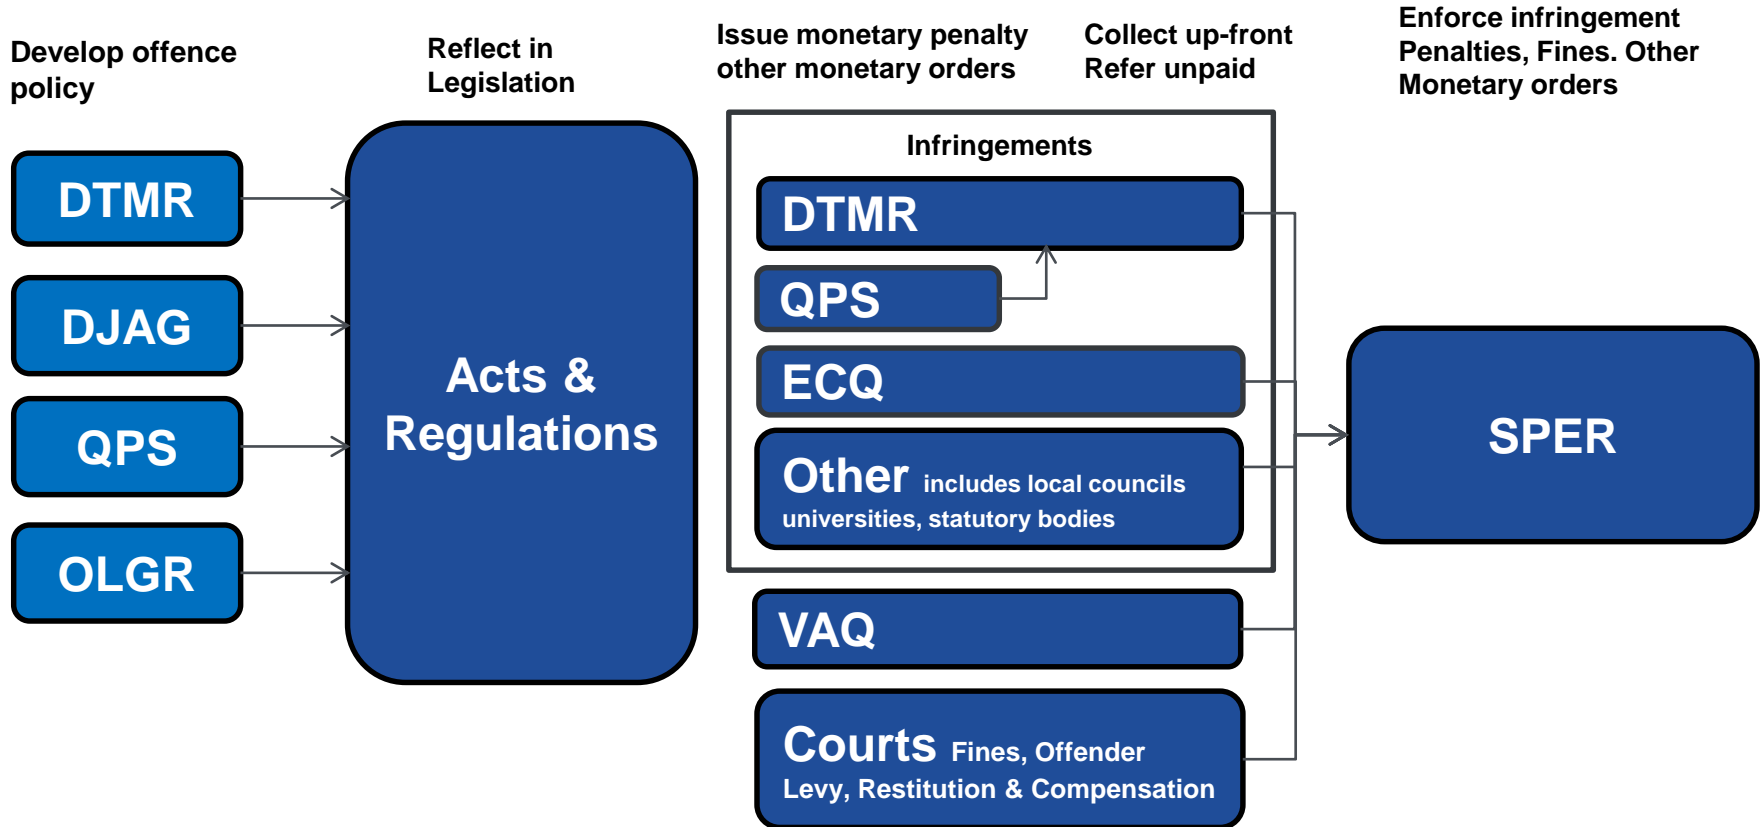 Develop offence
policy
Reflect in
Legislation
Issue monetary penalty
other monetary orders
Collect up-front
Refer unpaid
Enforce infringement
Penalties, Fines. Other
Monetary orders
DTMR
DJAG
QPS
OLGR
Acts &
Regulations
Infringements
DTMR
QPS
ECQ
Other includes local councils
universities, statutory bodies
VAQ
Courts Fines, Offender
Levy, Restitution & Compensation
SPER